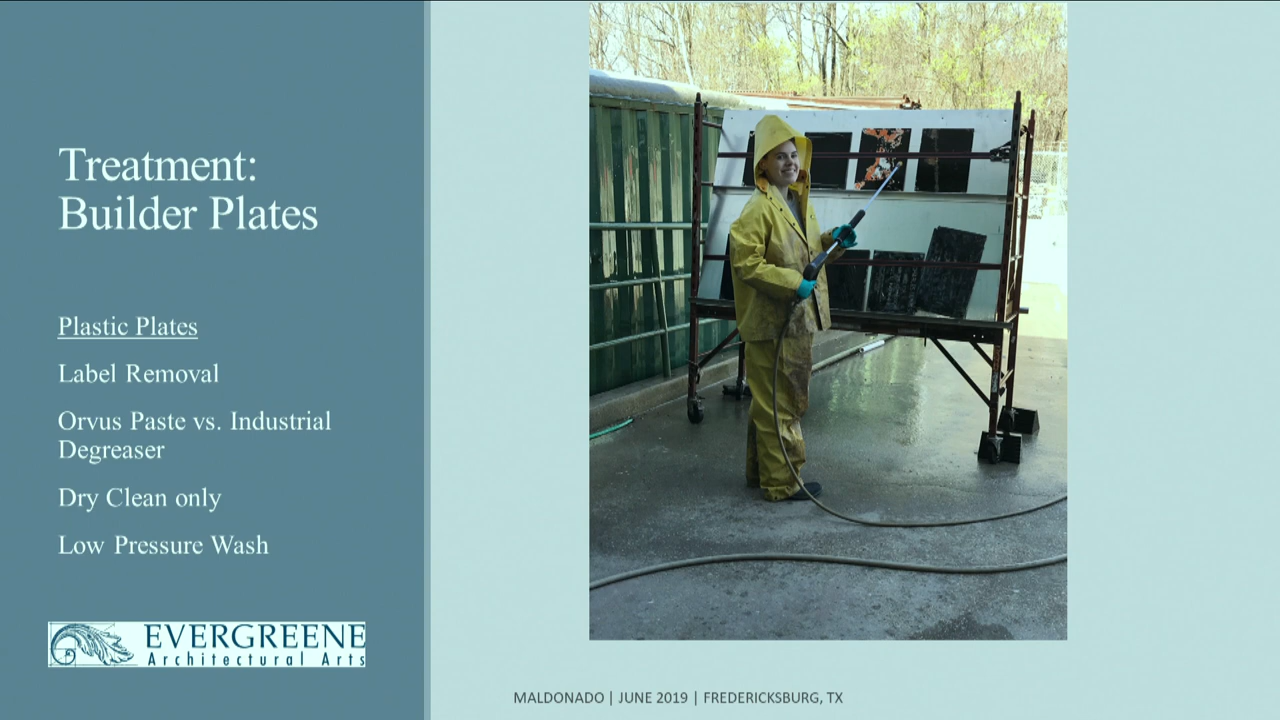 Treatment:
Builder Plates
Plastic Plates
Label Removal
Orvus Paste vs. Industrial
Degreaser
Dry Clean only
Low Pressure Wash
EVERGREENE
Architectural Arts
MALDONADO | JUNE 2019 | FREDERICKSBURG, TX